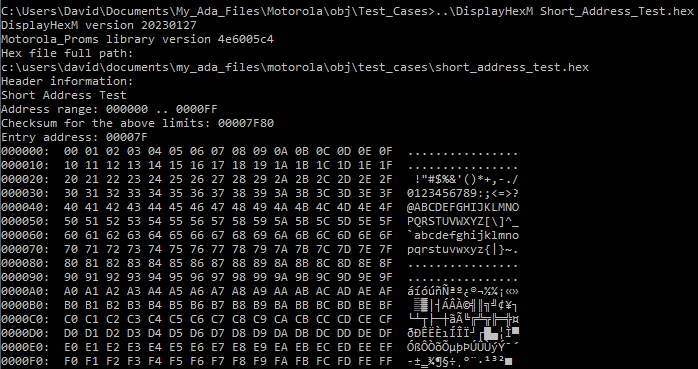 C:\Users\David\Documents\My_Ada_Files\Motorola\obj\Test_Cases>..\DisplayHexM Short_Address_Test.hex
DisplayHexM version 20230127
Motorola_Proms library version 4e6005c4
Hex file full path:
c:\users\david\documents\my_ada_files\motorola\obj\test_cases\short_address_test.hex
Header information:
Short Address Test
Address range: 000000 .. 0000FF
Checksum for the above limits: 00007F80
Entry address: 00007F
000000:  00 01 02 03 04 05 06 07 08 09 0A 0B 0C 0D 0E 0F  ................
000010:  10 11 12 13 14 15 16 17 18 19 1A 1B 1C 1D 1E 1F  ................
000020:  20 21 22 23 24 25 26 27 28 29 2A 2B 2C 2D 2E 2F   !"#$%&'()*+,-./
000030:  30 31 32 33 34 35 36 37 38 39 3A 3B 3C 3D 3E 3F  0123456789:;<=>?
000040:  40 41 42 43 44 45 46 47 48 49 4A 4B 4C 4D 4E 4F  @ABCDEFGHIJKLMNO
000050:  50 51 52 53 54 55 56 57 58 59 5A 5B 5C 5D 5E 5F  PQRSTUVWXYZ[\]^_
000060:  60 61 62 63 64 65 66 67 68 69 6A 6B 6C 6D 6E 6F  `abcdefghijklmno
000070:  70 71 72 73 74 75 76 77 78 79 7A 7B 7C 7D 7E 7F  pqrstuvwxyz{|}~.
000080:  80 81 82 83 84 85 86 87 88 89 8A 8B 8C 8D 8E 8F  ................
000090:  90 91 92 93 94 95 96 97 98 99 9A 9B 9C 9D 9E 9F  ................
0000A0:  A0 A1 A2 A3 A4 A5 A6 A7 A8 A9 AA AB AC AD AE AF  áíóúñÑªº¿®¬½¼¡«»
0000B0:  B0 B1 B2 B3 B4 B5 B6 B7 B8 B9 BA BB BC BD BE BF  ░▒▓│┤ÁÂÀ©╣║╗╝¢¥┐
0000C0:  C0 C1 C2 C3 C4 C5 C6 C7 C8 C9 CA CB CC CD CE CF  └┴┬├─┼ãÃ╚╔╩╦╠═╬¤
0000D0:  D0 D1 D2 D3 D4 D5 D6 D7 D8 D9 DA DB DC DD DE DF  ðÐÊËÈıÍÎÏ┘┌█▄¦Ì▀
0000E0:  E0 E1 E2 E3 E4 E5 E6 E7 E8 E9 EA EB EC ED EE EF  ÓßÔÒõÕµþÞÚÛÙýÝ¯´
0000F0:  F0 F1 F2 F3 F4 F5 F6 F7 F8 F9 FA FB FC FD FE FF  -±‗¾¶§÷¸°¨·¹³²■